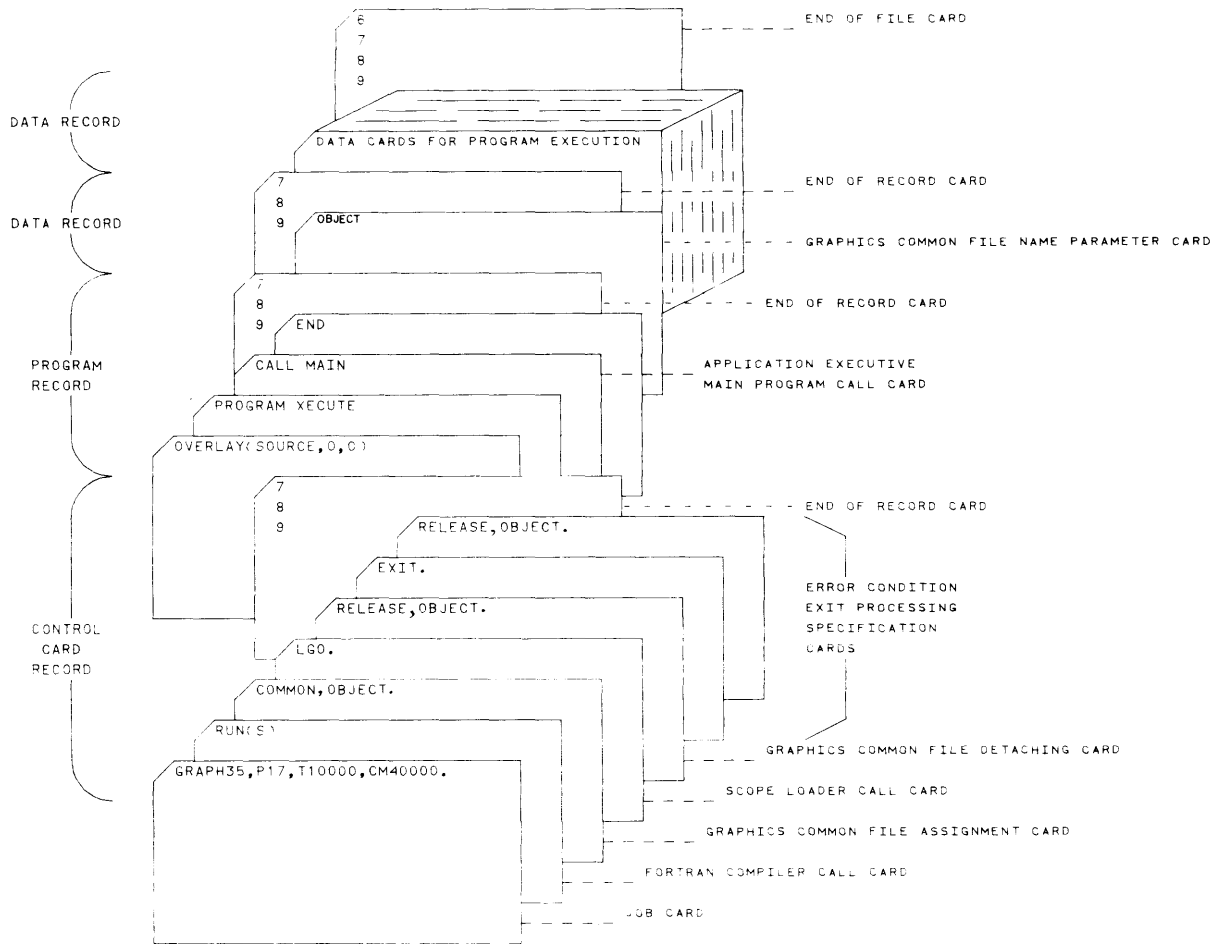 6
END OF FILE CARD
7
8
9
DATA RECORD
DATA CARDS FOR PROGRAM EXECUTION
7
END OF RECORD CARD
8
9
OBJECT
DATA RECORD
GRAPHICS COMMON FILE NAME PARAMETER CARD
7
8
END OF RECORD CARD
9
END
PROGRAM
RECORD
CALL MAIN
APPLICATION EXECUTIVE
MAIN PROGRAM CALL CARD
PROGRAM XECUTE
OVERLAY(SOURCE,0,0)
7
8
END OF RECORD CARD
9
RELEASE,OBJECT.
EXIT.
ERROR CONDITION
EXIT PROCESSING
SPECIFICATION
CARDS
RELEASE,OBJECT.
CONTROL
CARD
RECORD
LGO.
COMMON,OBJECT.
RUN(S)
GRAPHICS COMMON FILE DETACHING CARD
GRAPH35,P17,T10000,CM40000.
SCOPE LOADER CALL CARD
GRAPHICS COMMON FILE ASSIGNMENT CARD
FORTRAN COMPILER CALL CARD
JOB CARD